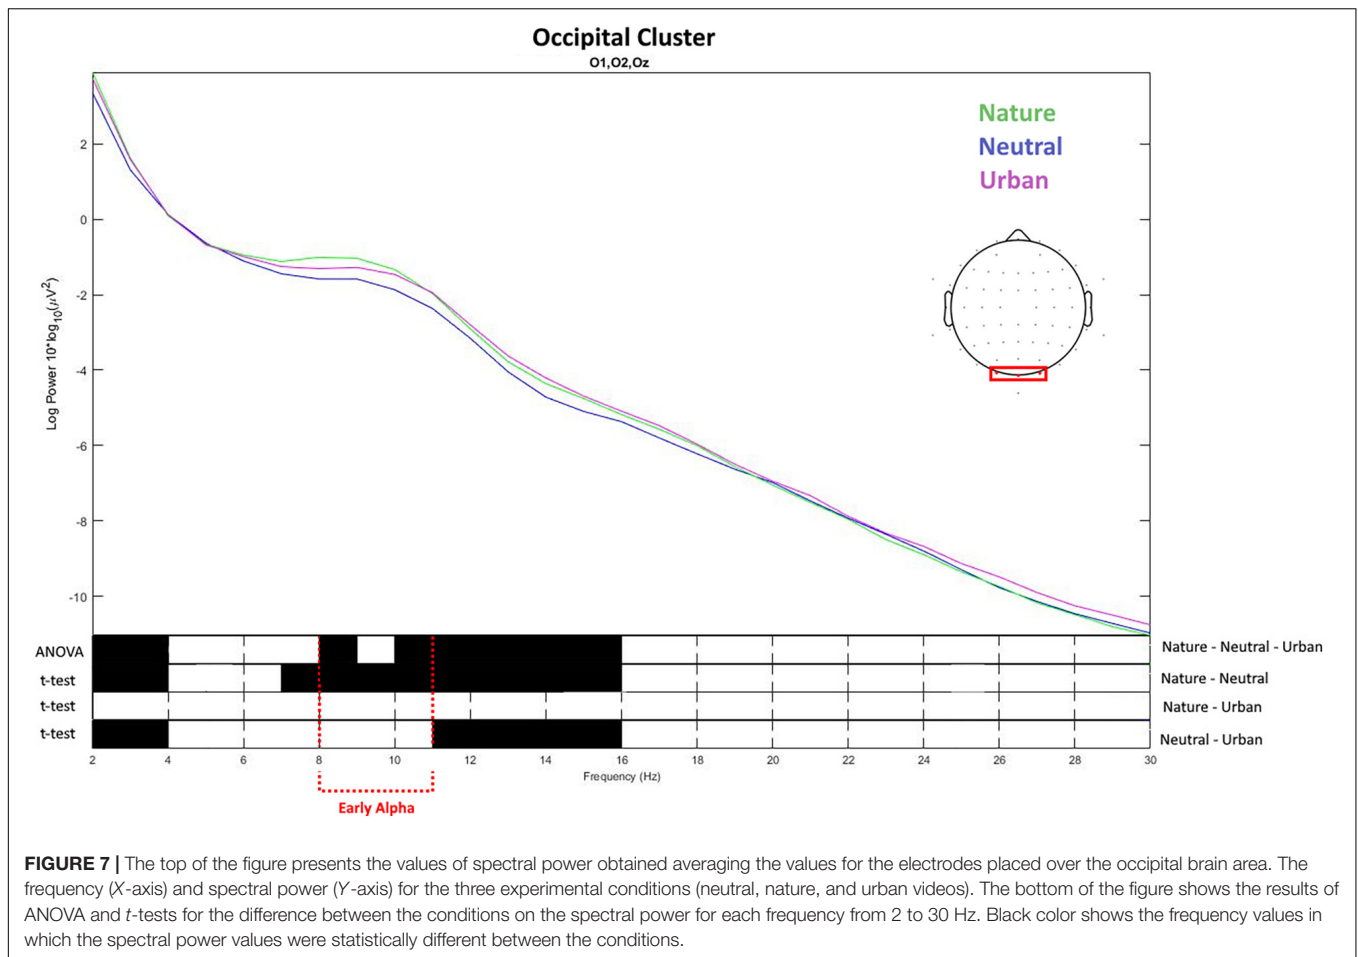 Occipital Cluster
O1,O2,Oz
Nature
Neutral
Urban
Log Power 10*log10(μV2)
2
0
-2
-4
-6
-8
-10
ANOVA
Nature - Neutral - Urban
t-test
Nature - Neutral
t-test
Nature - Urban
t-test
Neutral - Urban
2 4 6 8 10 12 14 16 18 20 22 24 26 28 30
Frequency (Hz)
Early Alpha
FIGURE 7 | The top of the figure presents the values of spectral power obtained averaging the values for the electrodes placed over the occipital brain area. The
frequency (X-axis) and spectral power (Y-axis) for the three experimental conditions (neutral, nature, and urban videos). The bottom of the figure shows the results of
ANOVA and t-tests for the difference between the conditions on the spectral power for each frequency from 2 to 30 Hz. Black color shows the frequency values in
which the spectral power values were statistically different between the conditions.